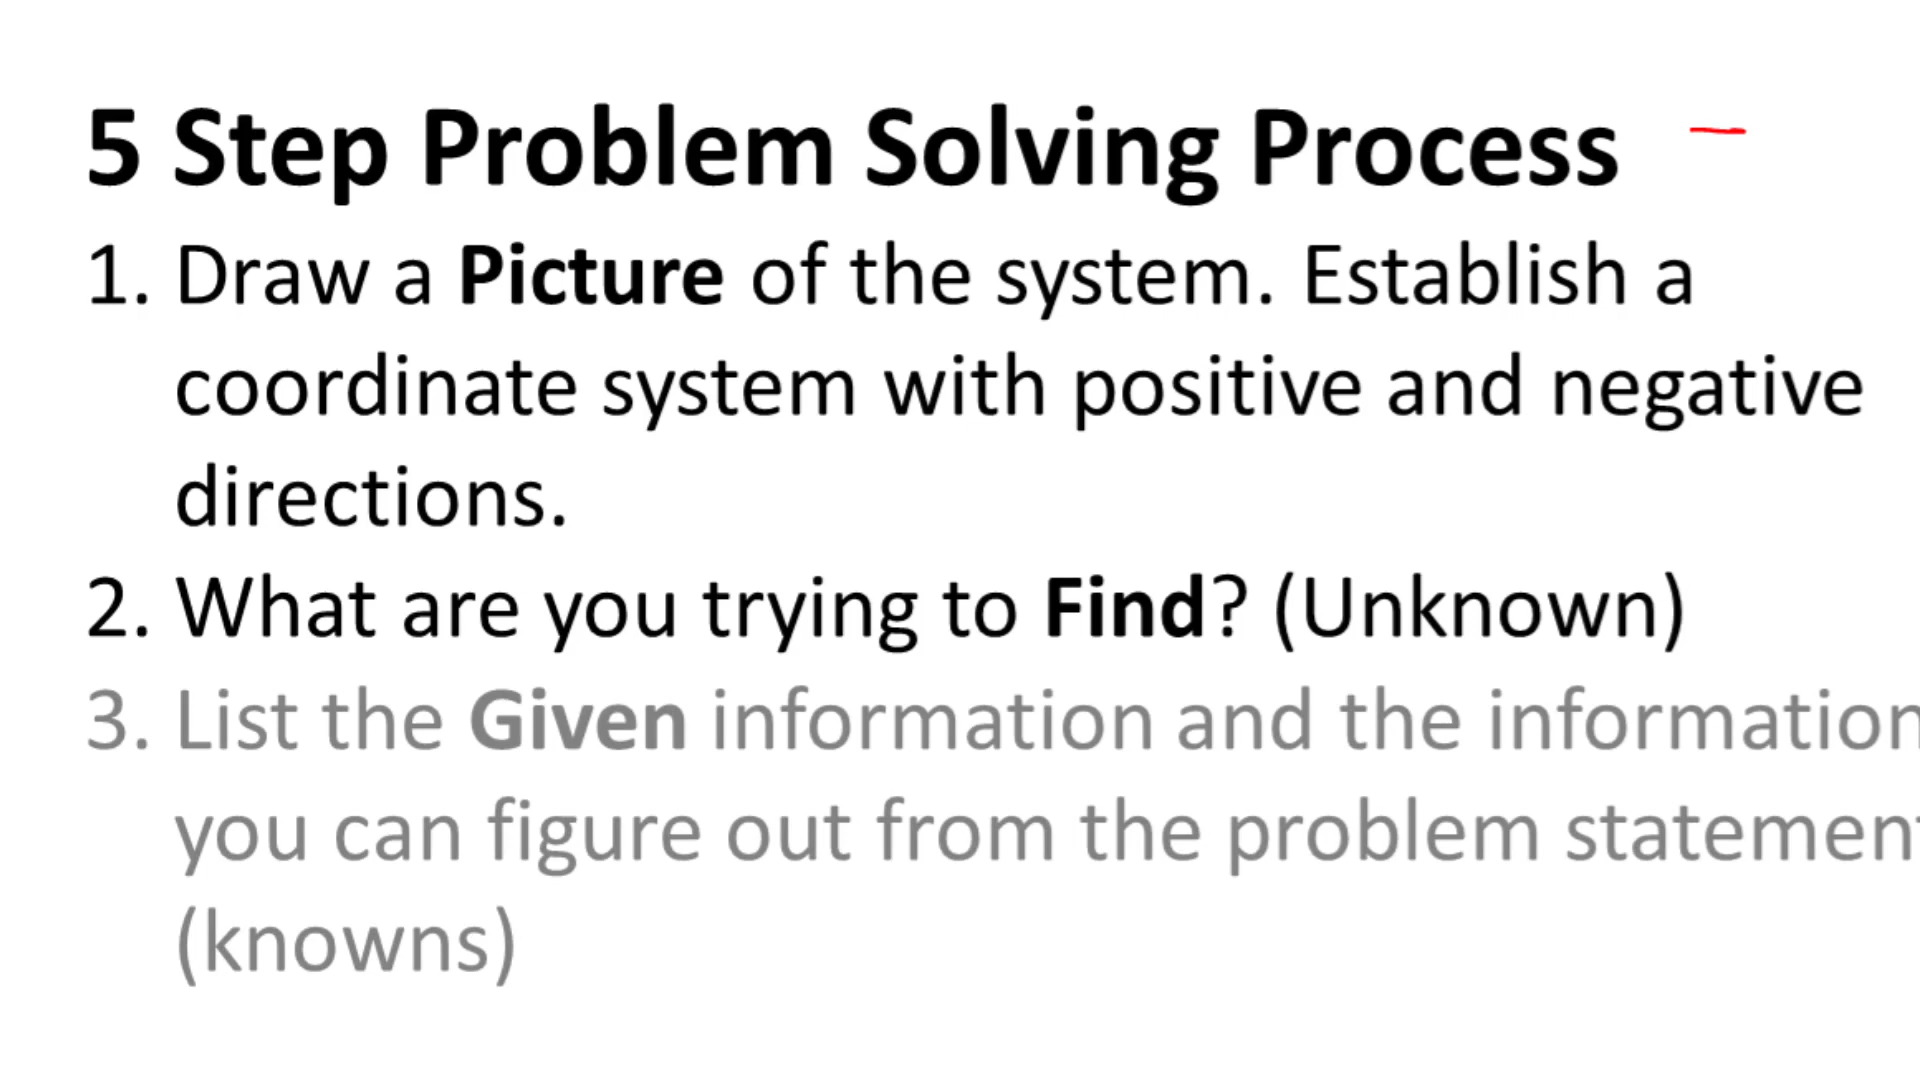 5 Step Problem Solving Process
1. Draw a Picture of the system. Establish a
coordinate system with positive and negative
directions.
2. What are you trying to Find? (Unknown)
3. List the Given information and the information
you can figure out from the problem statement
(knowns)